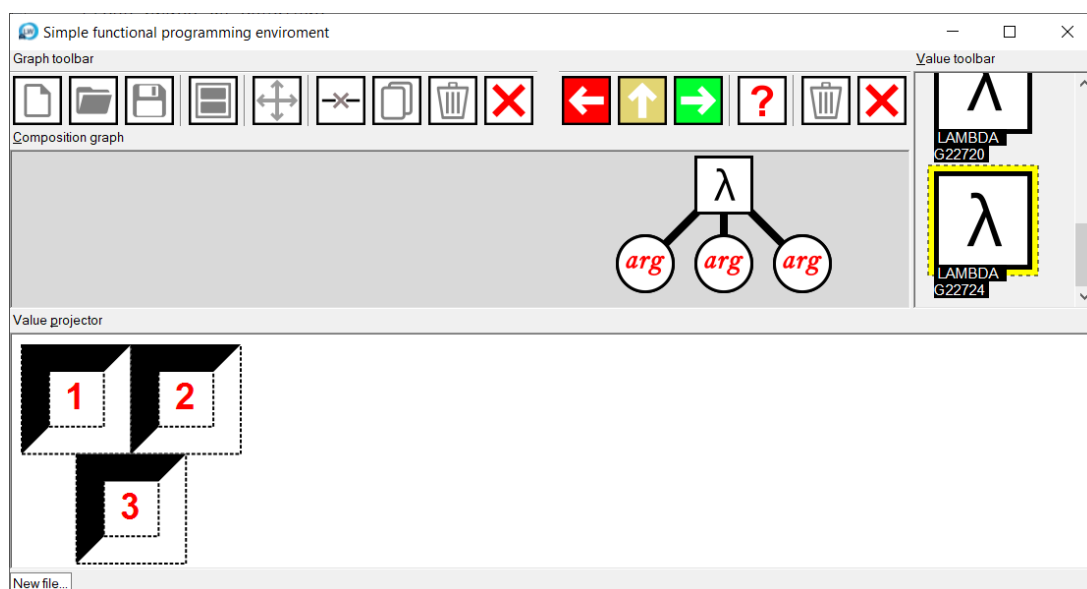 Simple functional programming enviroment
Graph toolbar
Value toolbar
?
Composition graph
λ
arg arg arg
λ
LAMBDA
G22720
λ
LAMBDA
G22724
Value projector
1 2
3
New file...